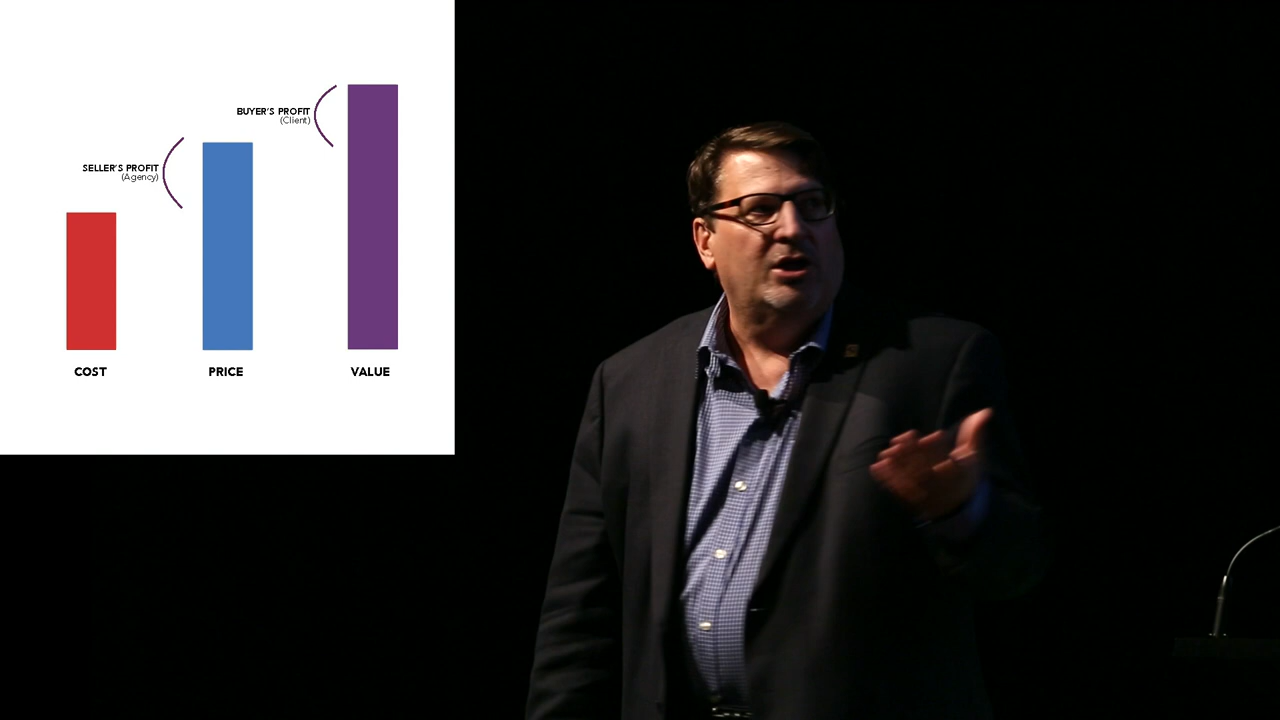 BUYER'S PROFIT
(Client)
SELLER'S PROFIT
(Agency)
COST
PRICE
VALUE